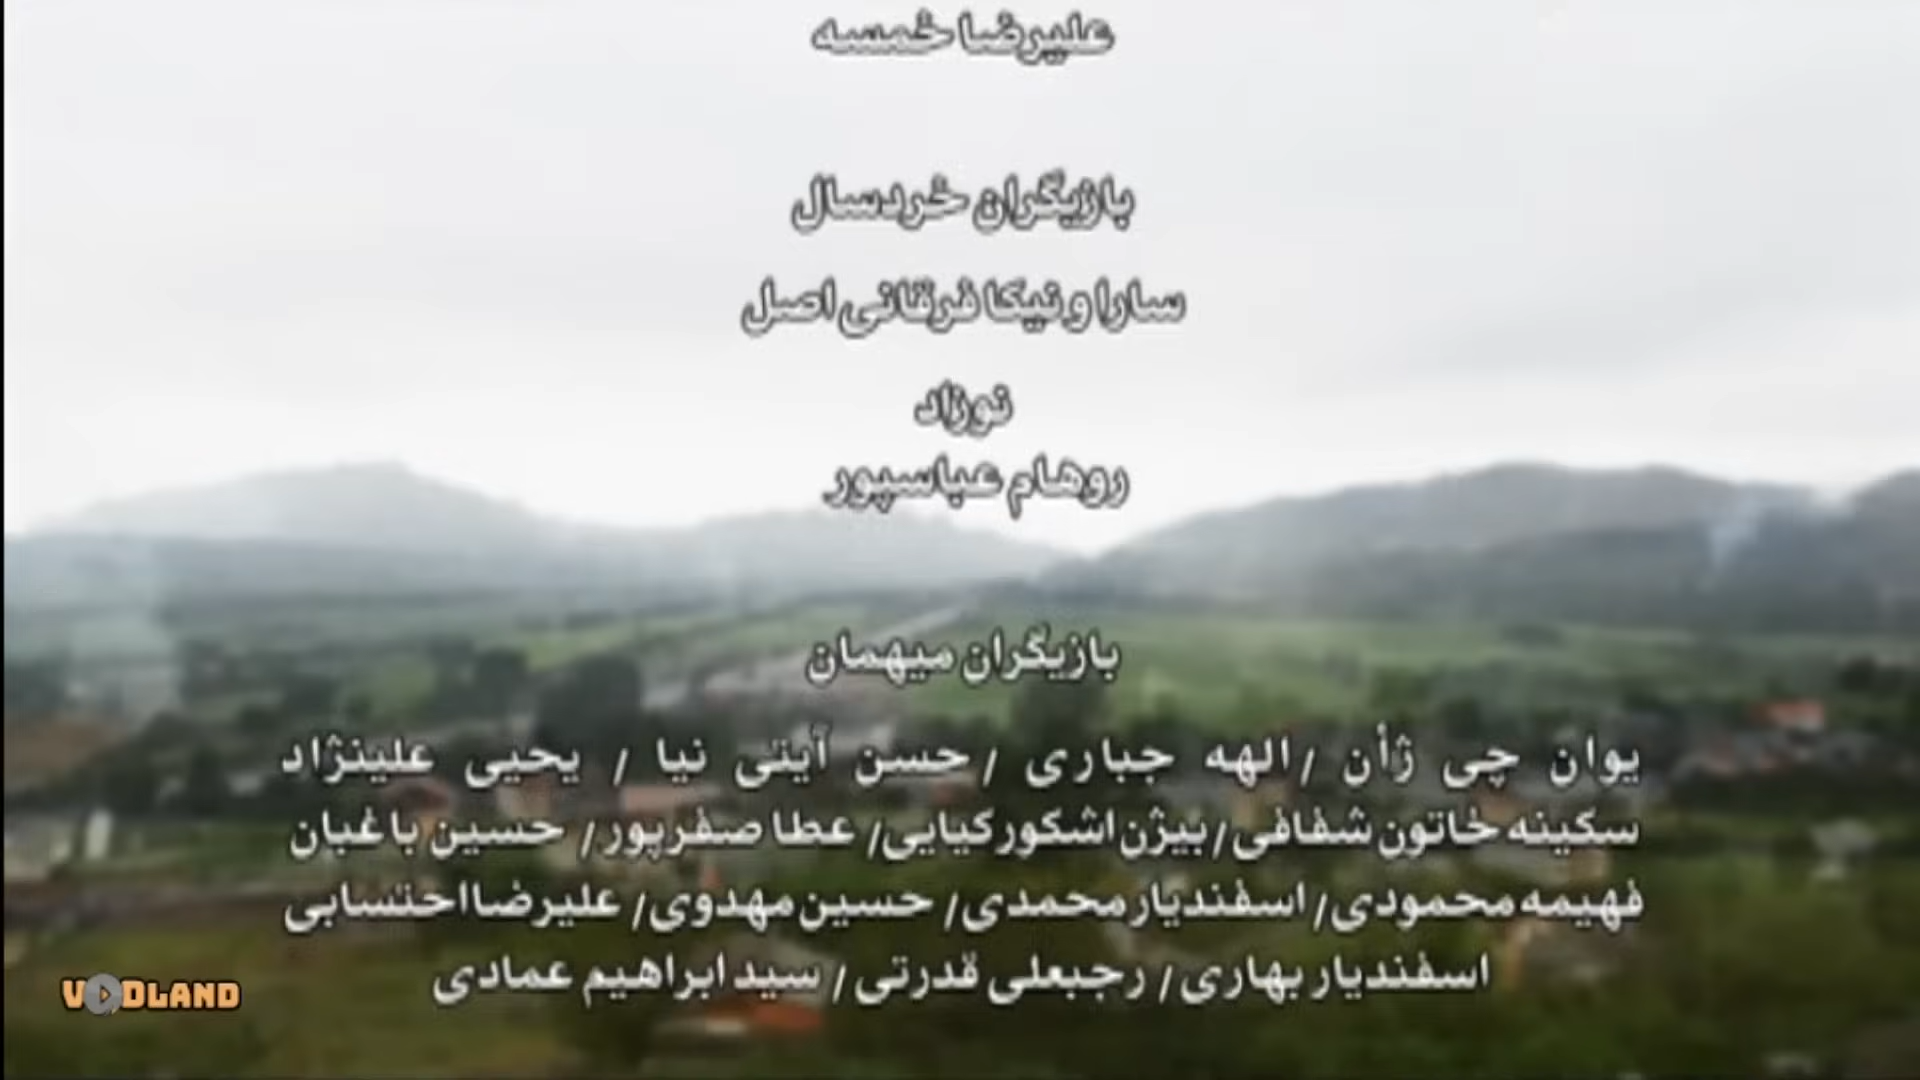 علیرضا خمسه
بازیگران خردسال
سارا و نیکا فرقانی اصل
نوزاد
روهام عباسپور
بازیگران میهمان
یوان چی ژأن / الهه جباری / حسن آیتی نیا / یحیی علینژاد
سکینه خاتون شفافی / بیژن اشکورکیایی / عطا صفرپور / حسین باغبان
فهیمه محمودی / اسفندیار محمدی / حسین مهدوی / علیرضا احتسابی
اسفندیار بهاری / رجبعلی قدرتی / سید ابراهیم عمادی
VODLAND